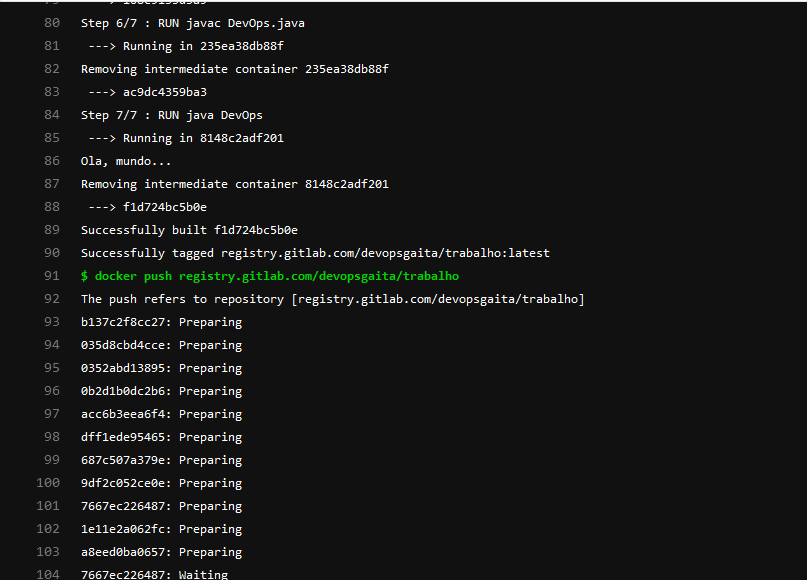 80 Step 6/7 : RUN javac DevOps.java
81 ---> Running in 235ea38db88f
82 Removing intermediate container 235ea38db88f
83 ---> ac9dc4359ba3
84 Step 7/7 : RUN java DevOps
85 ---> Running in 8148c2adf201
86 Ola, mundo...
87 Removing intermediate container 8148c2adf201
88 ---> f1d724bc5b0e
89 Successfully built f1d724bc5b0e
90 Successfully tagged registry.gitlab.com/devopsgaita/trabalho:latest
91 $ docker push registry.gitlab.com/devopsgaita/trabalho
92 The push refers to repository [registry.gitlab.com/devopsgaita/trabalho]
93 b137c2f8cc27: Preparing
94 035d8cbd4cce: Preparing
95 0352abd13895: Preparing
96 0b2d1b0dc2b6: Preparing
97 acc6b3eea6f4: Preparing
98 dff1ede95465: Preparing
99 687c507a379e: Preparing
100 9df2c052ce0e: Preparing
101 7667ec226487: Preparing
102 1e11e2a062fc: Preparing
103 a8eed0ba0657: Preparing
104 7667ec226487: Waiting